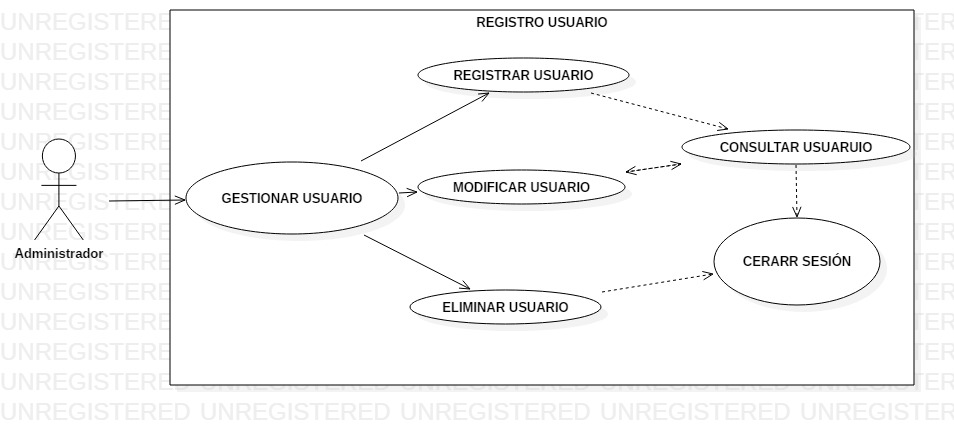 REGISTRO USUARIO
REGISTRAR USUARIO
CONSULTAR USUARUIO
MODIFICAR USUARIO
GESTIONAR USUARIO
Administrador
CERARR SESIÓN
ELIMINAR USUARIO
UNREGISTERED UNREGISTERED UNREGISTERED UNREGISTERED UNREGISTERED